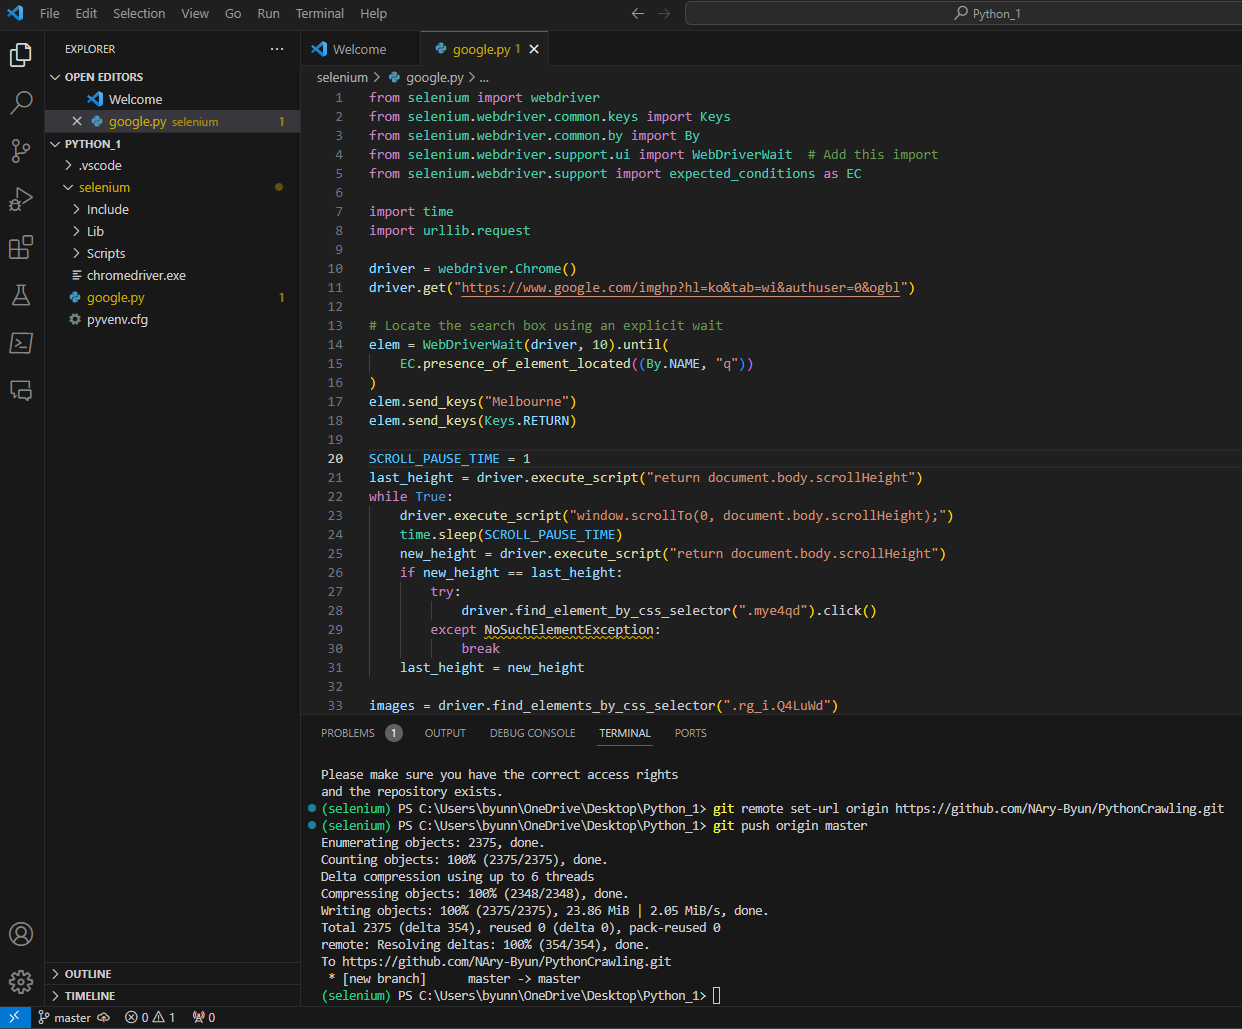 File Edit Selection View Go Run Terminal Help
Python_1
EXPLORER
OPEN EDITORS
Welcome
google.py selenium 1
PYTHON_1
.vscode
selenium
Include
Lib
Scripts
chromedriver.exe
google.py 1
pyvenv.cfg
OUTLINE
TIMELINE
Welcome
google.py 1
selenium > google.py > ...
1 from selenium import webdriver
2 from selenium.webdriver.common.keys import Keys
3 from selenium.webdriver.common.by import By
4 from selenium.webdriver.support.ui import WebDriverWait  # Add this import
5 from selenium.webdriver.support import expected_conditions as EC
6
7 import time
8 import urllib.request
9
10 driver = webdriver.Chrome()
11 driver.get("https://www.google.com/imghp?hl=ko&tab=wi&authuser=0&ogbl")
12
13 # Locate the search box using an explicit wait
14 elem = WebDriverWait(driver, 10).until(
15     EC.presence_of_element_located((By.NAME, "q"))
16 )
17 elem.send_keys("Melbourne")
18 elem.send_keys(Keys.RETURN)
19
20 SCROLL_PAUSE_TIME = 1
21 last_height = driver.execute_script("return document.body.scrollHeight")
22 while True:
23     driver.execute_script("window.scrollTo(0, document.body.scrollHeight);")
24     time.sleep(SCROLL_PAUSE_TIME)
25     new_height = driver.execute_script("return document.body.scrollHeight")
26     if new_height == last_height:
27         try:
28             driver.find_element_by_css_selector(".mye4qd").click()
29         except NoSuchElementException:
30             break
31     last_height = new_height
32
33 images = driver.find_elements_by_css_selector(".rg_i.Q4LuWd")
PROBLEMS 1 OUTPUT DEBUG CONSOLE TERMINAL PORTS
Please make sure you have the correct access rights
and the repository exists.
(selenium) PS C:\Users\byunn\OneDrive\Desktop\Python_1> git remote set-url origin https://github.com/NAry-Byun/PythonCrawling.git
(selenium) PS C:\Users\byunn\OneDrive\Desktop\Python_1> git push origin master
Enumerating objects: 2375, done.
Counting objects: 100% (2375/2375), done.
Delta compression using up to 6 threads
Compressing objects: 100% (2348/2348), done.
Writing objects: 100% (2375/2375), 23.86 MiB | 2.05 MiB/s, done.
Total 2375 (delta 354), reused 0 (delta 0), pack-reused 0
remote: Resolving deltas: 100% (354/354), done.
To https://github.com/NAry-Byun/PythonCrawling.git
 * [new branch]      master -> master
(selenium) PS C:\Users\byunn\OneDrive\Desktop\Python_1>
master 0 1 0